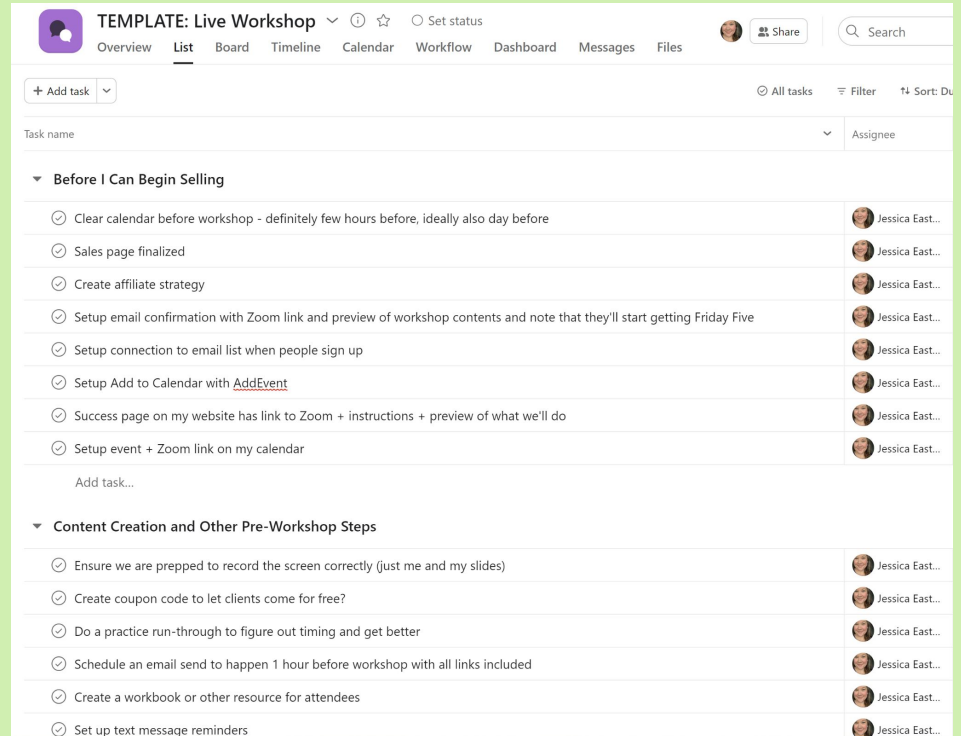 TEMPLATE: Live Workshop
Set status
Overview List Board Timeline Calendar Workflow Dashboard Messages Files
Share
Search
+ Add task
All tasks
Filter
Sort: Du
Task name
Assignee
Before I Can Begin Selling
Clear calendar before workshop - definitely few hours before, ideally also day before
Jessica East...
Sales page finalized
Jessica East...
Create affiliate strategy
Jessica East...
Setup email confirmation with Zoom link and preview of workshop contents and note that they'll start getting Friday Five
Jessica East...
Setup connection to email list when people sign up
Jessica East...
Setup Add to Calendar with AddEvent
Jessica East...
Success page on my website has link to Zoom + instructions + preview of what we'll do
Jessica East...
Setup event + Zoom link on my calendar
Jessica East...
Add task...
Content Creation and Other Pre-Workshop Steps
Ensure we are prepped to record the screen correctly (just me and my slides)
Jessica East...
Create coupon code to let clients come for free?
Jessica East...
Do a practice run-through to figure out timing and get better
Jessica East...
Schedule an email send to happen 1 hour before workshop with all links included
Jessica East...
Create a workbook or other resource for attendees
Jessica East...
Set up text message reminders
Jessica East...